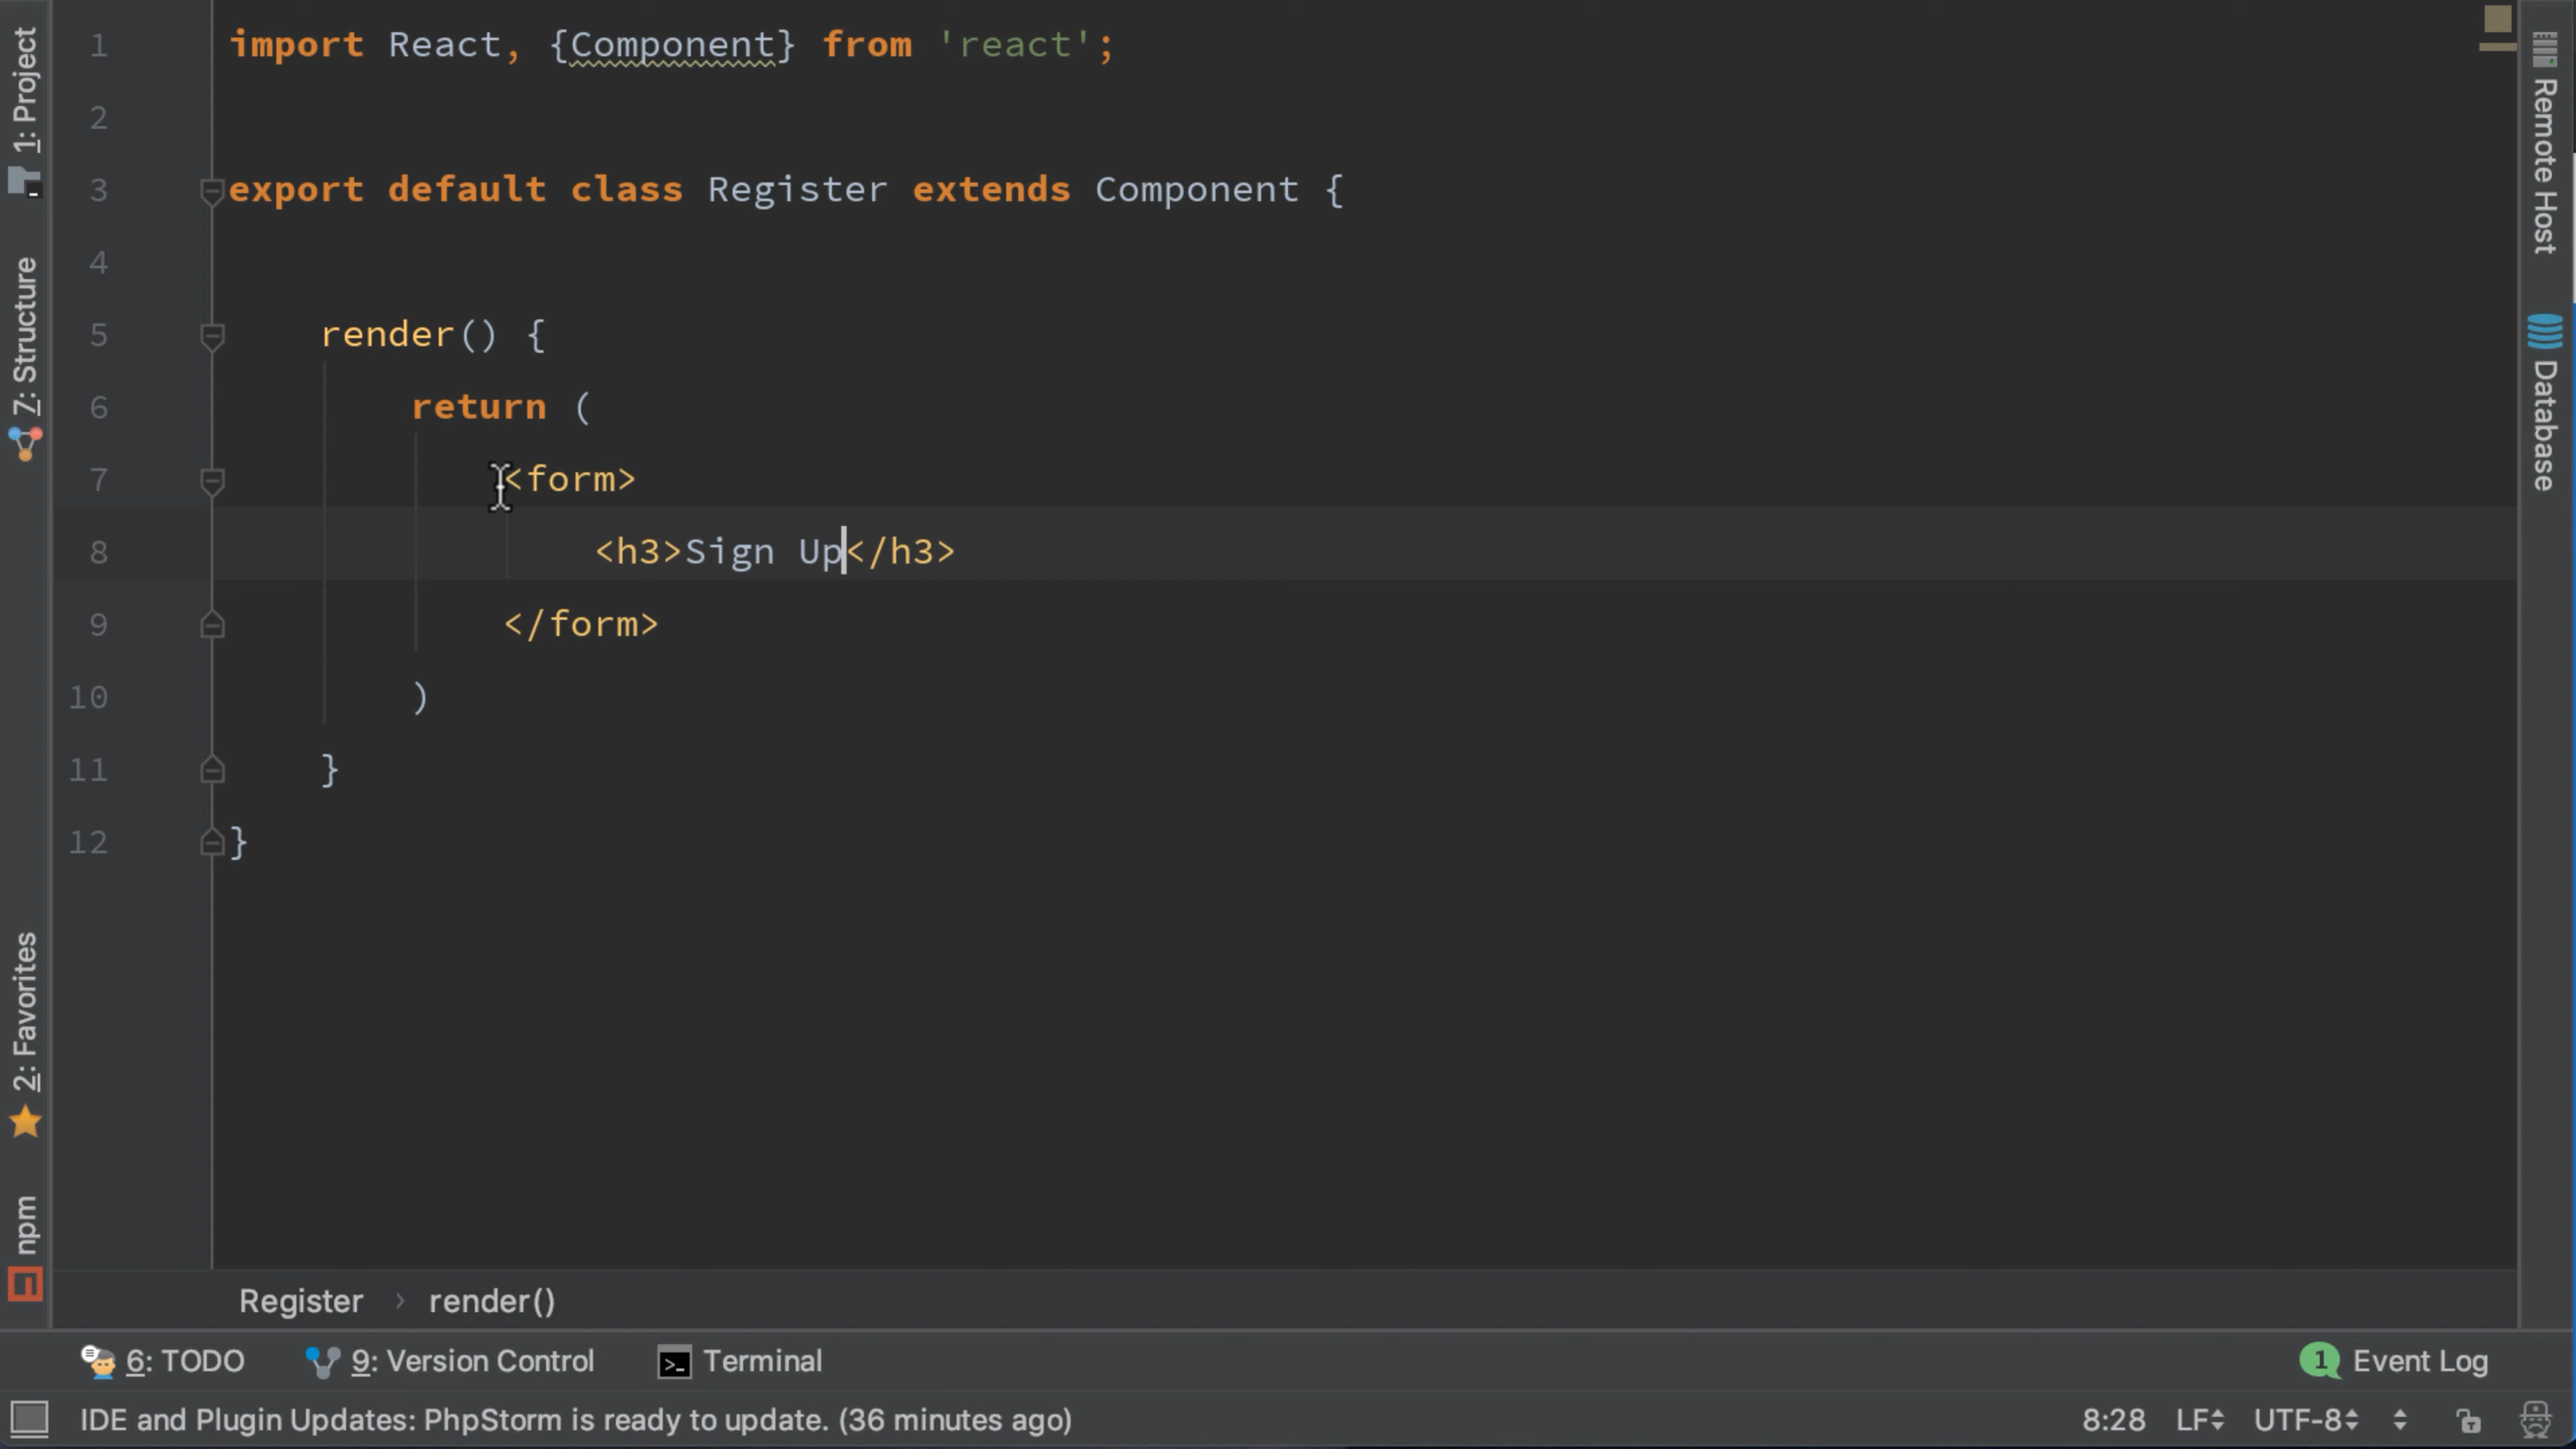 1: Project
7: Structure
2: Favorites
npm
1 import React, {Component} from 'react';
2
3 export default class Register extends Component {
4
5     render() {
6         return (
7             <form>
8                 <h3>Sign Up</h3>
9             </form>
10         )
11     }
12 }
Remote Host
Database
Register › render()
6: TODO 9: Version Control Terminal 1 Event Log
IDE and Plugin Updates: PhpStorm is ready to update. (36 minutes ago) 8:28 LF UTF-8